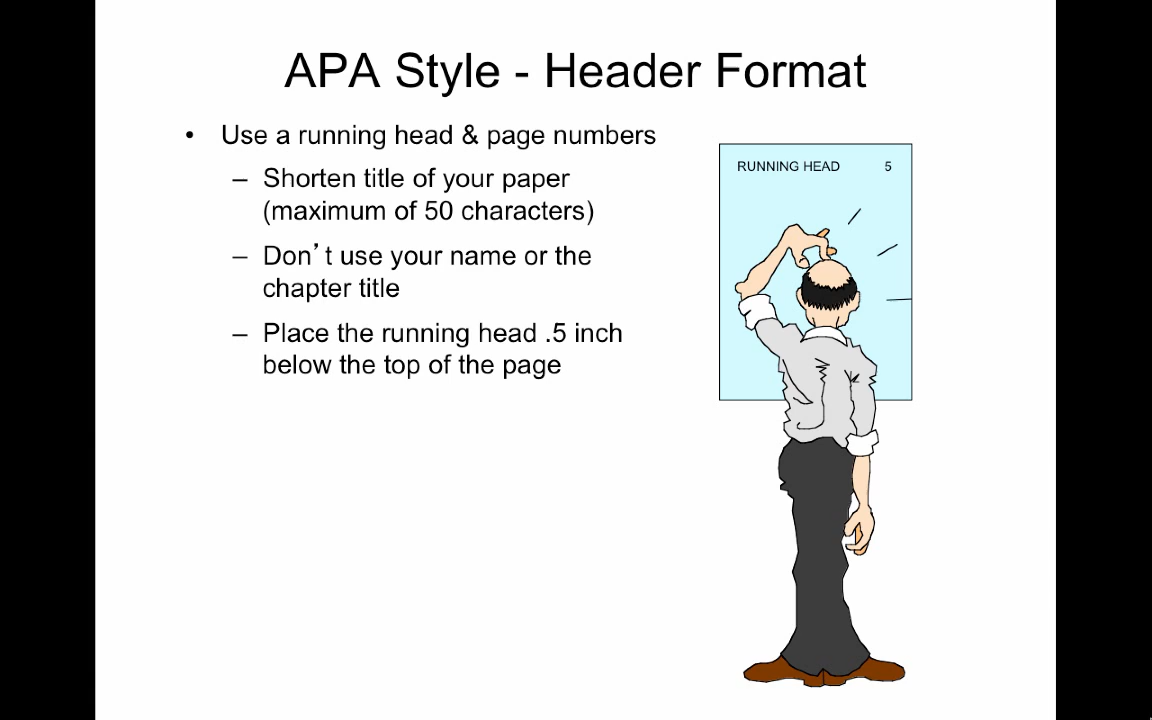 APA Style - Header Format
• Use a running head & page numbers
– Shorten title of your paper
(maximum of 50 characters)
– Don’t use your name or the
chapter title
– Place the running head .5 inch
below the top of the page
RUNNING HEAD 5